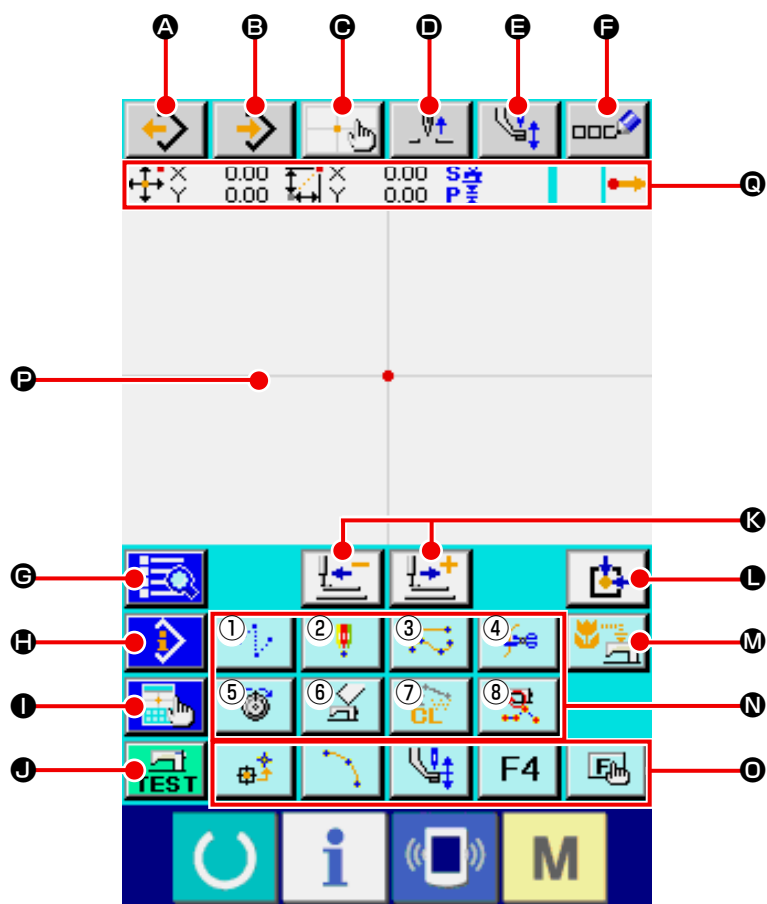 A B C D E F
X 0.00 X 0.00 S
Y 0.00 Y 0.00 P
Q
P
K
G
L
H
① ② ③ ④
M
I
⑤ ⑥ ⑦ CL ⑧
N
J
TEST
F4 F
O
i M